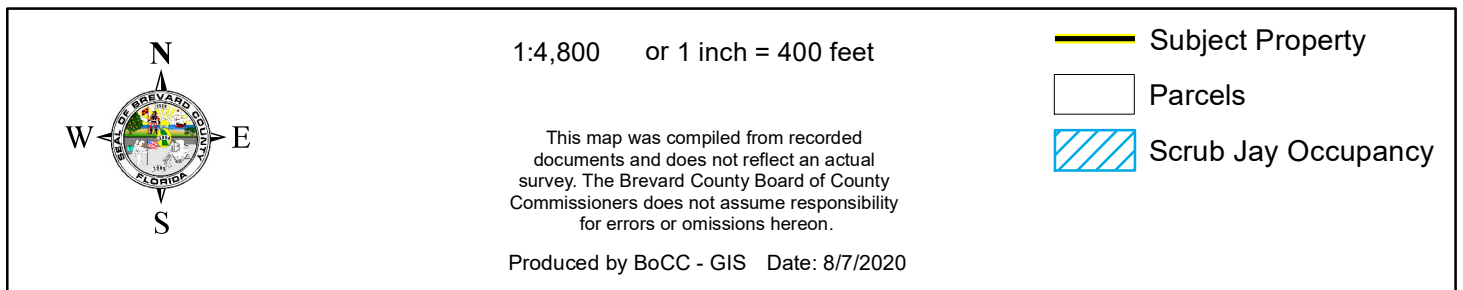 N
W
E
S
SEAL OF BREVARD COUNTY
FLORIDA
1:4,800 or 1 inch = 400 feet
This map was compiled from recorded
documents and does not reflect an actual
survey. The Brevard County Board of County
Commissioners does not assume responsibility
for errors or omissions hereon.
Produced by BoCC - GIS Date: 8/7/2020
Subject Property
Parcels
Scrub Jay Occupancy